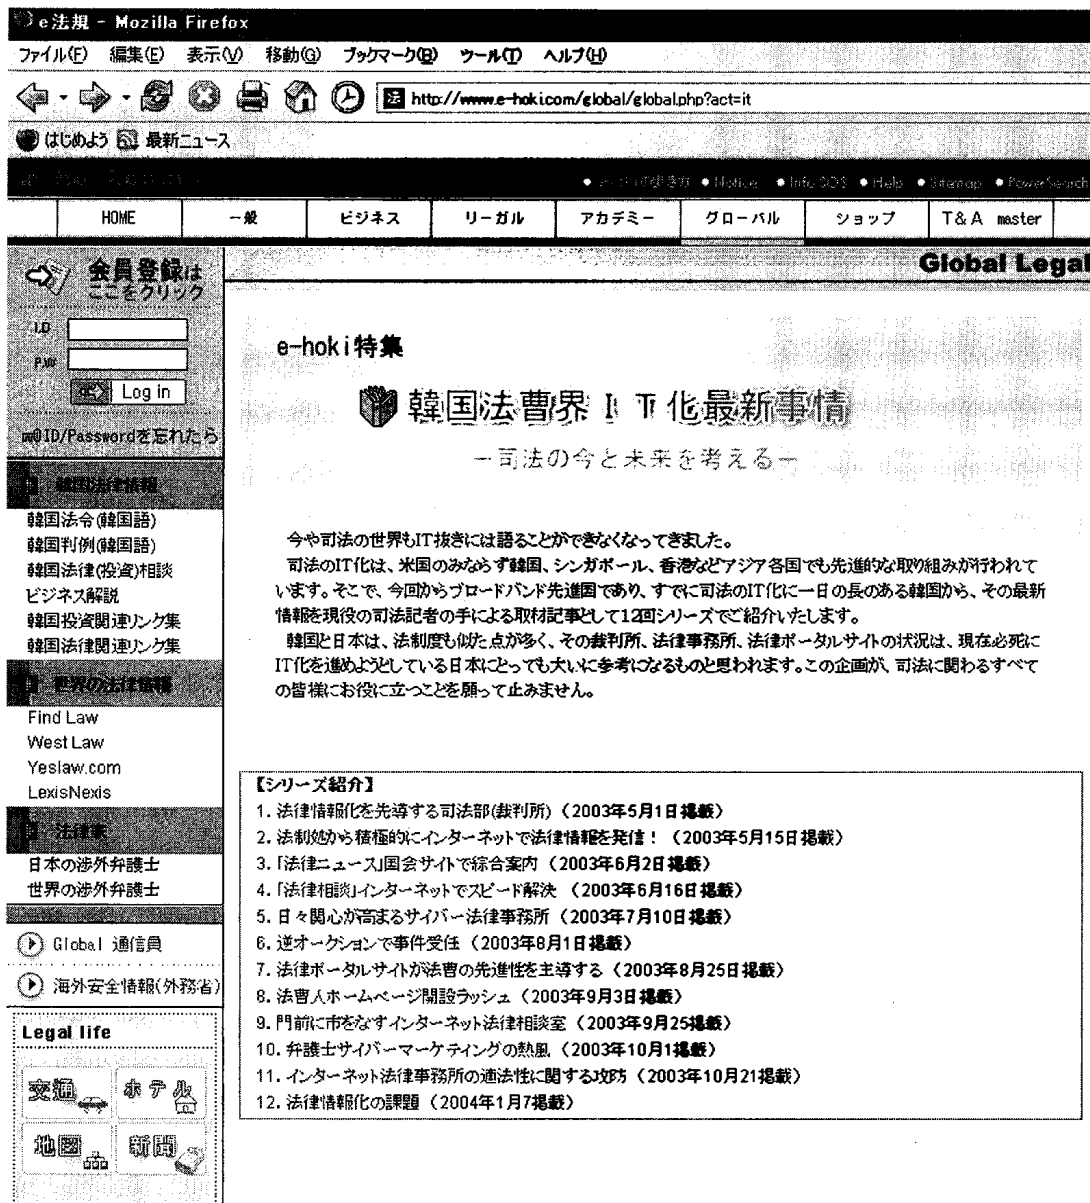 e法規 - Mozilla Firefox
ファイル(F) 編集(E) 表示(V) 移動(G) ブックマーク(B) ツール(T) ヘルプ(H)
http://www.e-hoki.com/global/global.php?act=it
はじめよう 最新ニュース
Notice Info SOS Help Sitemap PowerSearch
HOME 一般 ビジネス リーガル アカデミー グローバル ショップ T&A master
会員登録は
ここをクリック
Global Legal
I.D
P.W
Log in
ID/Passwordを忘れたら
韓国法律情報
韓国法令(韓国語)
韓国判例(韓国語)
韓国法律(投資)相談
ビジネス解説
韓国投資関連リンク集
韓国法律関連リンク集
世界の法律情報
Find Law
West Law
Yeslaw.com
LexisNexis
法律家
日本の渉外弁護士
世界の渉外弁護士
Global 通信員
海外安全情報(外務省)
Legal life
交通 ホテル
地図 新聞
e-hoki特集
韓国法曹界IT化最新事情
－司法の今と未来を考える－
今や司法の世界もIT抜きには語ることができなくなってきました。
司法のIT化は、米国のみならず韓国、シンガポール、香港などアジア各国でも先進的な取り組みが行われて
います。そこで、今回からブロードバンド先進国であり、すでに司法のIT化に一日の長のある韓国から、その最新
情報を現役の司法記者の手による取材記事として12回シリーズでご紹介いたします。
韓国と日本は、法制度も似た点が多く、その裁判所、法律事務所、法律ポータルサイトの状況は、現在必死に
IT化を進めようとしている日本にとっても大いに参考になるものと思われます。この企画が、司法に関わるすべて
の皆様にお役に立つことを願って止みません。
【シリーズ紹介】
1. 法律情報化を先導する司法部(裁判所)（2003年5月1日掲載）
2. 法制処から積極的にインターネットで法律情報を発信！（2003年5月15日掲載）
3. 「法律ニュース」国会サイトで綜合案内（2003年6月2日掲載）
4. 「法律相談」インターネットでスピード解決（2003年6月16日掲載）
5. 日々関心が高まるサイバー法律事務所（2003年7月10日掲載）
6. 逆オークションで事件受任（2003年8月1日掲載）
7. 法律ポータルサイトが法曹の先進性を主導する（2003年8月25日掲載）
8. 法曹人ホームページ開設ラッシュ（2003年9月3日掲載）
9. 門前に市をなすインターネット法律相談室（2003年9月25掲載）
10. 弁護士サイバーマーケティングの熱風（2003年10月1掲載）
11. インターネット法律事務所の適法性に関する攻防（2003年10月21掲載）
12. 法律情報化の課題（2004年1月7掲載）